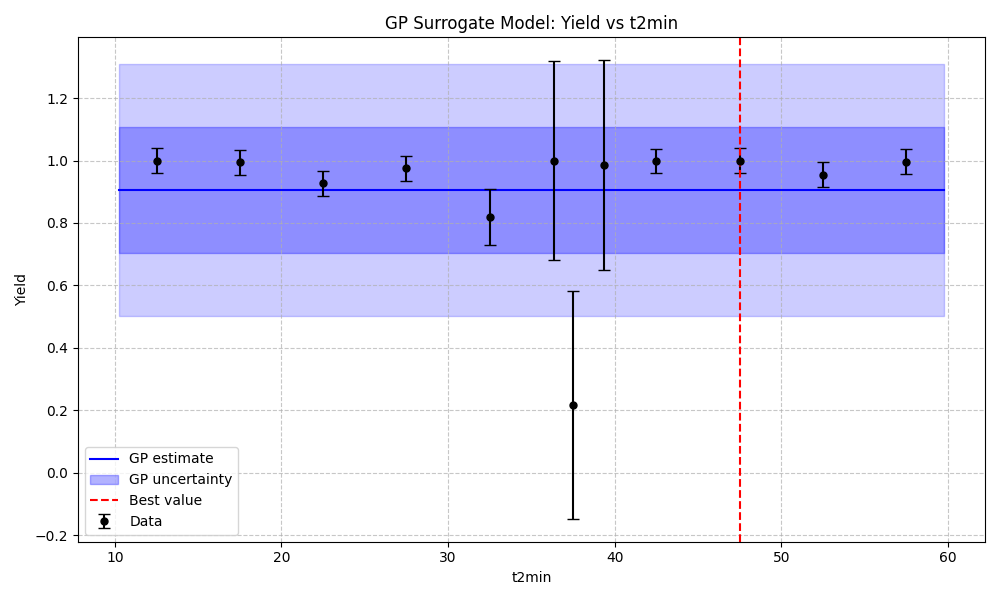 GP Surrogate Model: Yield vs t2min
Yield
1.2
1.0
0.8
0.6
0.4
0.2
0.0
−0.2
GP estimate
GP uncertainty
Best value
Data
10
20
30
40
50
60
t2min